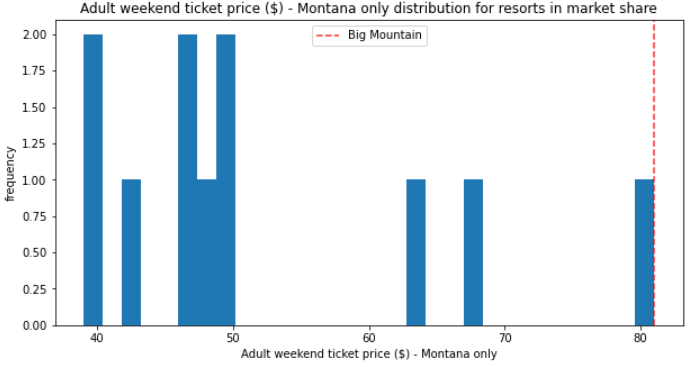 Adult weekend ticket price ($) - Montana only distribution for resorts in market share
Big Mountain
2.00
1.75
1.50
1.25
1.00
0.75
0.50
0.25
0.00
frequency
40 50 60 70 80
Adult weekend ticket price ($) - Montana only